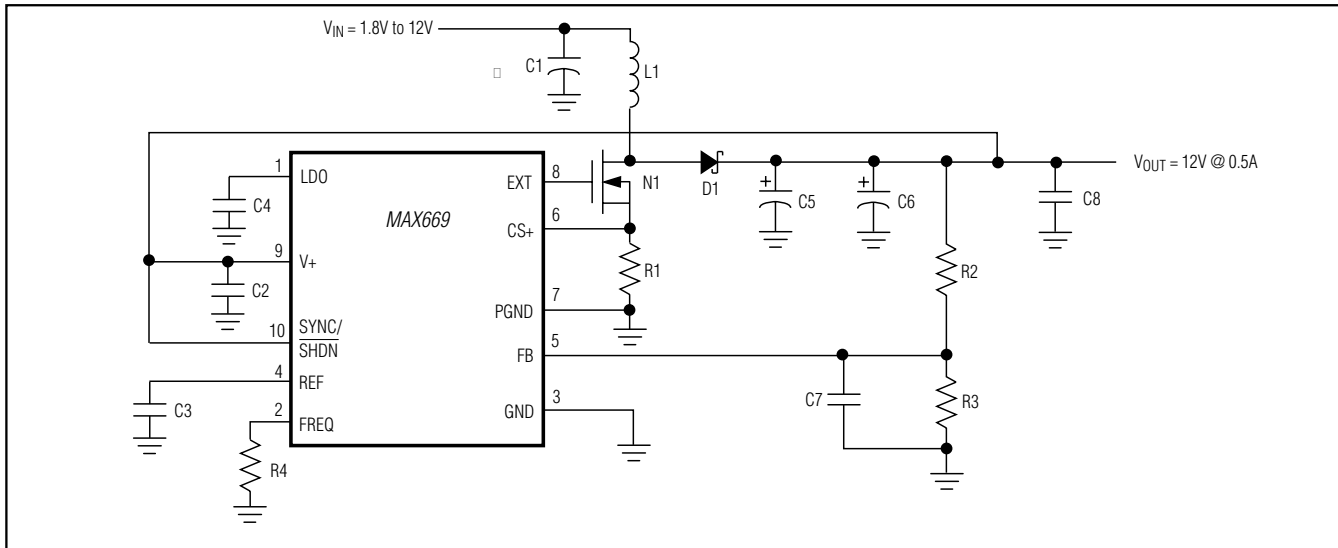 VIN = 1.8V to 12V
C1
L1
1
LDO
C4
MAX669
EXT
8
N1
D1
C5
C6
C8
VOUT = 12V @ 0.5A
CS+
6
9
V+
C2
R1
R2
PGND
7
10
SYNC/
SHDN
FB
5
4
REF
C3
C7
R3
2
FREQ
GND
3
R4
+
+